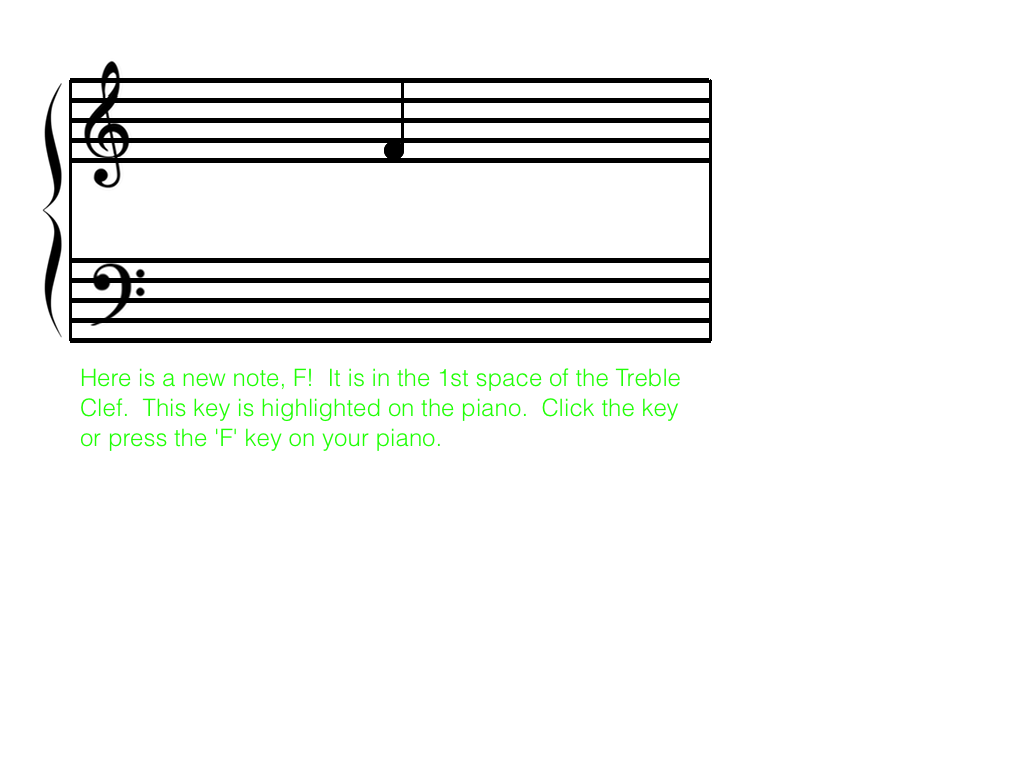 Here is a new note, F!  It is in the 1st space of the Treble
Clef.  This key is highlighted on the piano.  Click the key
or press the 'F' key on your piano.